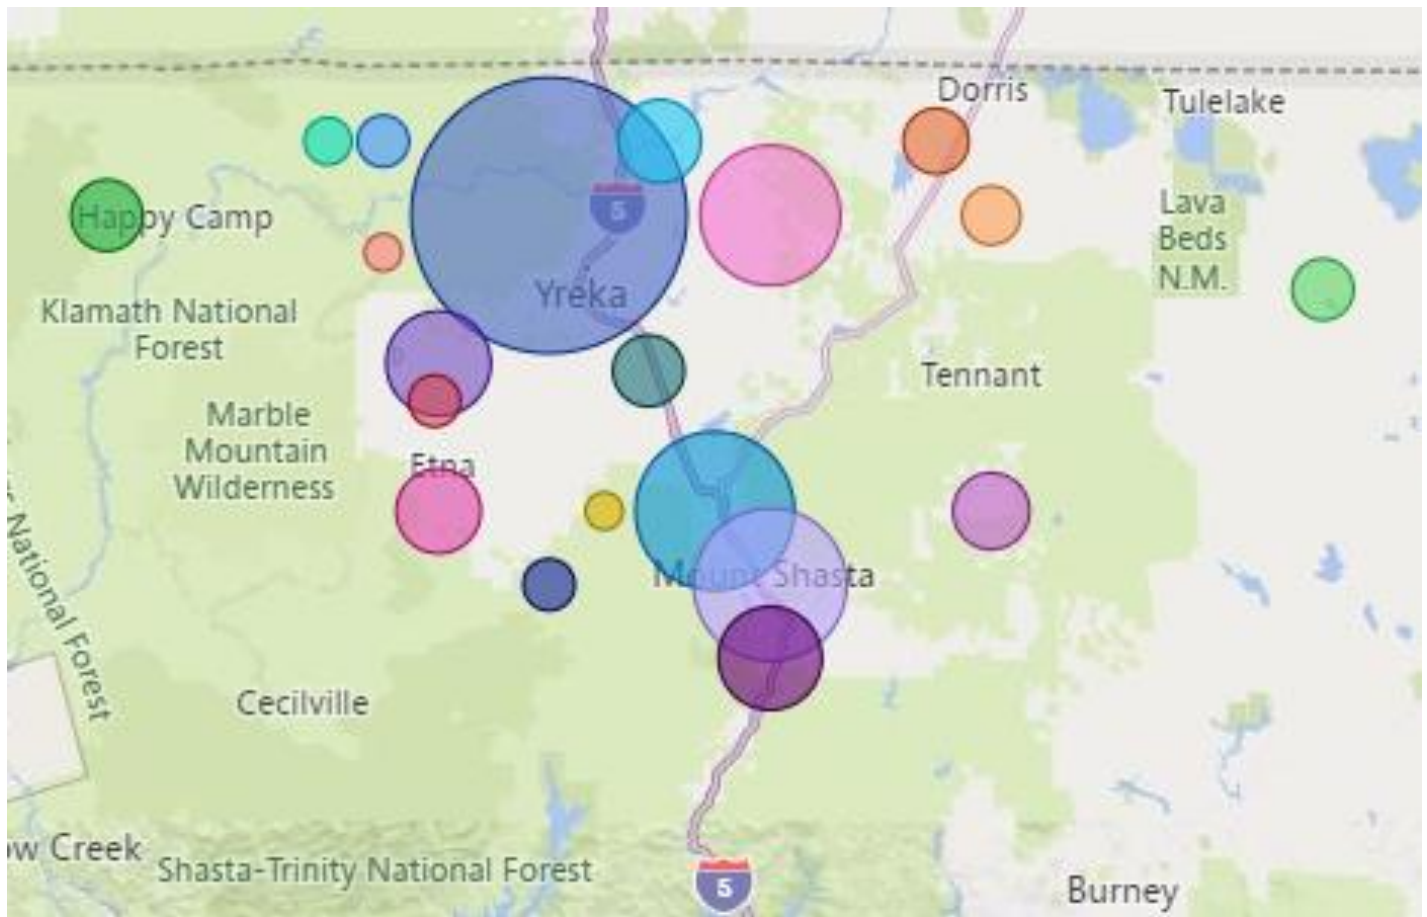 Dorris
Tulelake
Happy Camp
5
Lava
Beds
N.M.
Yreka
Klamath National
Forest
Tennant
Marble
Mountain
Wilderness
Etna
Mount Shasta
National Forest
Cecilville
ow Creek
Shasta-Trinity National Forest
5
Burney